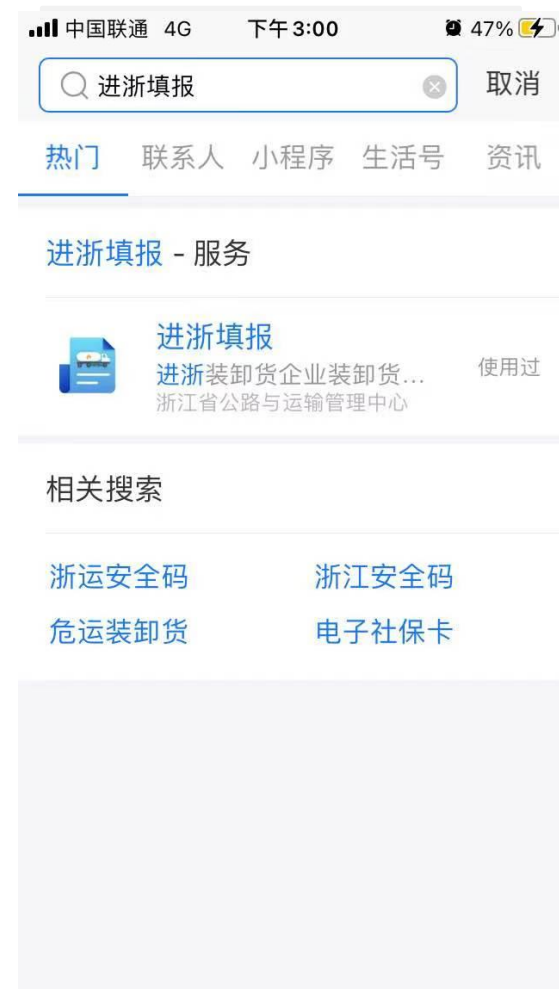 中国联通 4G 下午3:00 47%
进浙填报 取消
热门 联系人 小程序 生活号 资讯
进浙填报 - 服务
进浙填报
进浙装卸货企业装卸货... 使用过
浙江省公路与运输管理中心
相关搜索
浙运安全码 浙江安全码
危运装卸货 电子社保卡